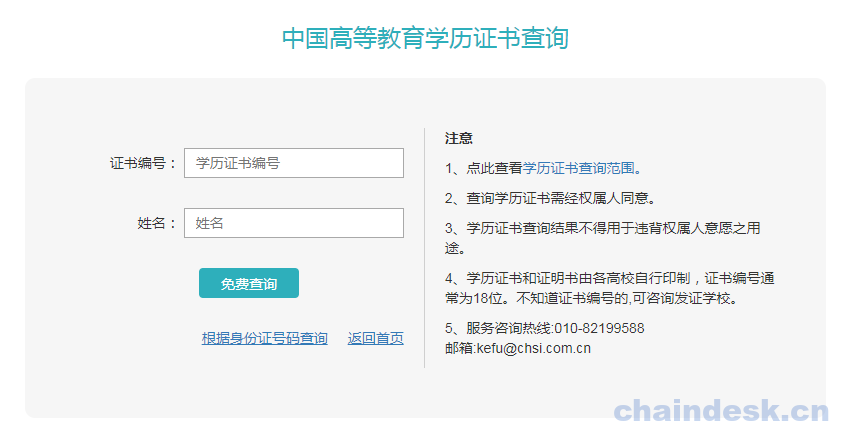 中国高等教育学历证书查询
证书编号： 学历证书编号
姓名： 姓名
免费查询
根据身份证号码查询 返回首页
注意
1、点此查看学历证书查询范围。
2、查询学历证书需经权属人同意。
3、学历证书查询结果不得用于违背权属人意愿之用
途。
4、学历证书和证明书由各高校自行印制，证书编号通
常为18位。不知道证书编号的,可咨询发证学校。
5、服务咨询热线:010-82199588
邮箱:kefu@chsi.com.cn
chaindesk.cn